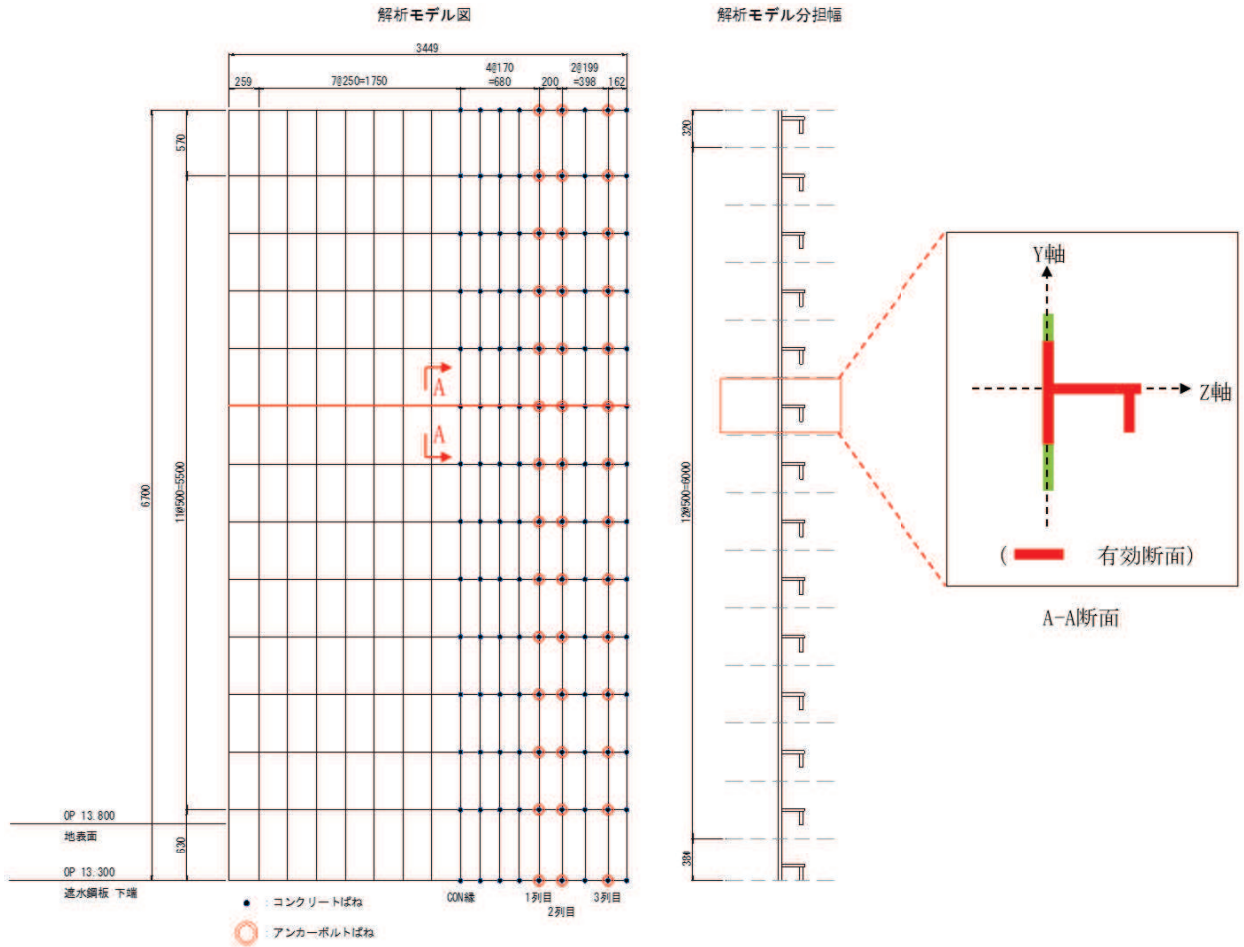 解析モデル図
解析モデル分担幅
3449
4@170
2@199
259
7@250=1750
=680
200
=398
162
570
320
6700
11@500=5500
12@500=6000
630
A
A
Y軸
Z軸
( 有効断面)
A-A断面
OP 13.800
地表面
OP 13.300
遮水鋼板 下端
CON縁
1列目
2列目
3列目
: コンクリートばね
: アンカーボルトばね